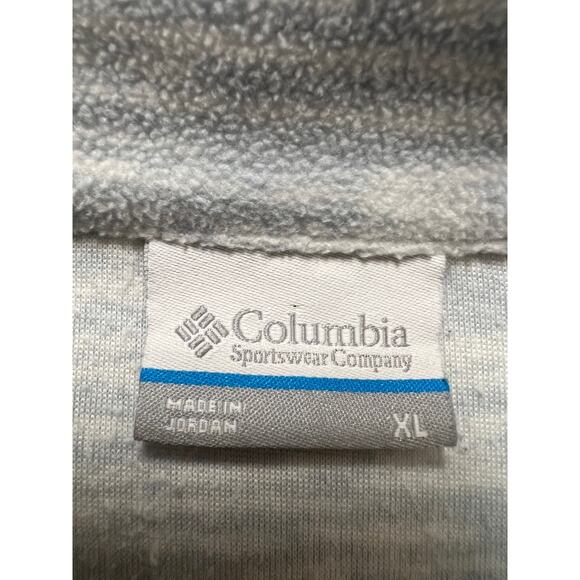 Columbia
Sportswear Company
MADE IN
JORDAN
XL